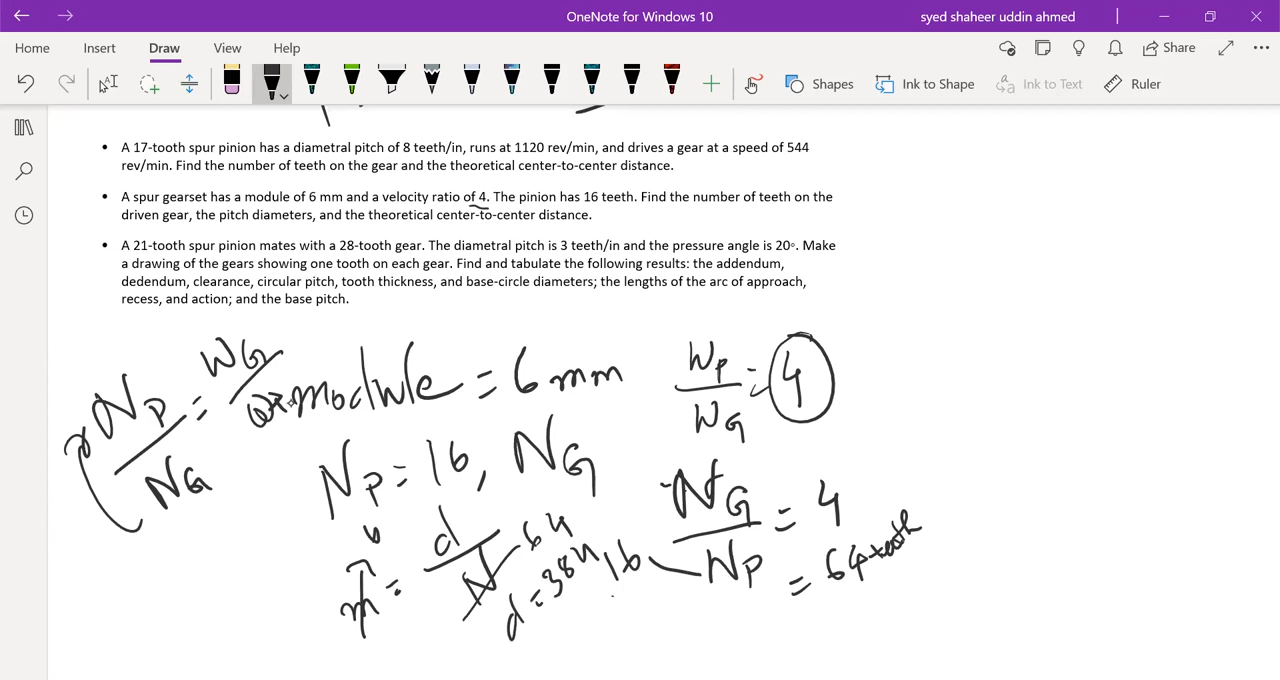 OneNote for Windows 10
syed shaheer uddin ahmed
Home Insert Draw View Help
Share
Shapes Ink to Shape Ink to Text Ruler
• A 17-tooth spur pinion has a diametral pitch of 8 teeth/in, runs at 1120 rev/min, and drives a gear at a speed of 544
rev/min. Find the number of teeth on the gear and the theoretical center-to-center distance.
• A spur gearset has a module of 6 mm and a velocity ratio of 4. The pinion has 16 teeth. Find the number of teeth on the
driven gear, the pitch diameters, and the theoretical center-to-center distance.
• A 21-tooth spur pinion mates with a 28-tooth gear. The diametral pitch is 3 teeth/in and the pressure angle is 20◦. Make
a drawing of the gears showing one tooth on each gear. Find and tabulate the following results: the addendum,
dedendum, clearance, circular pitch, tooth thickness, and base-circle diameters; the lengths of the arc of approach,
recess, and action; and the base pitch.
NP/NG = WG/
module = 6 mm
WP/WG = 4
NP = 16, NG
NG/NP = 4
16
= 64 teeth
6
m = d/N
64
d = 384